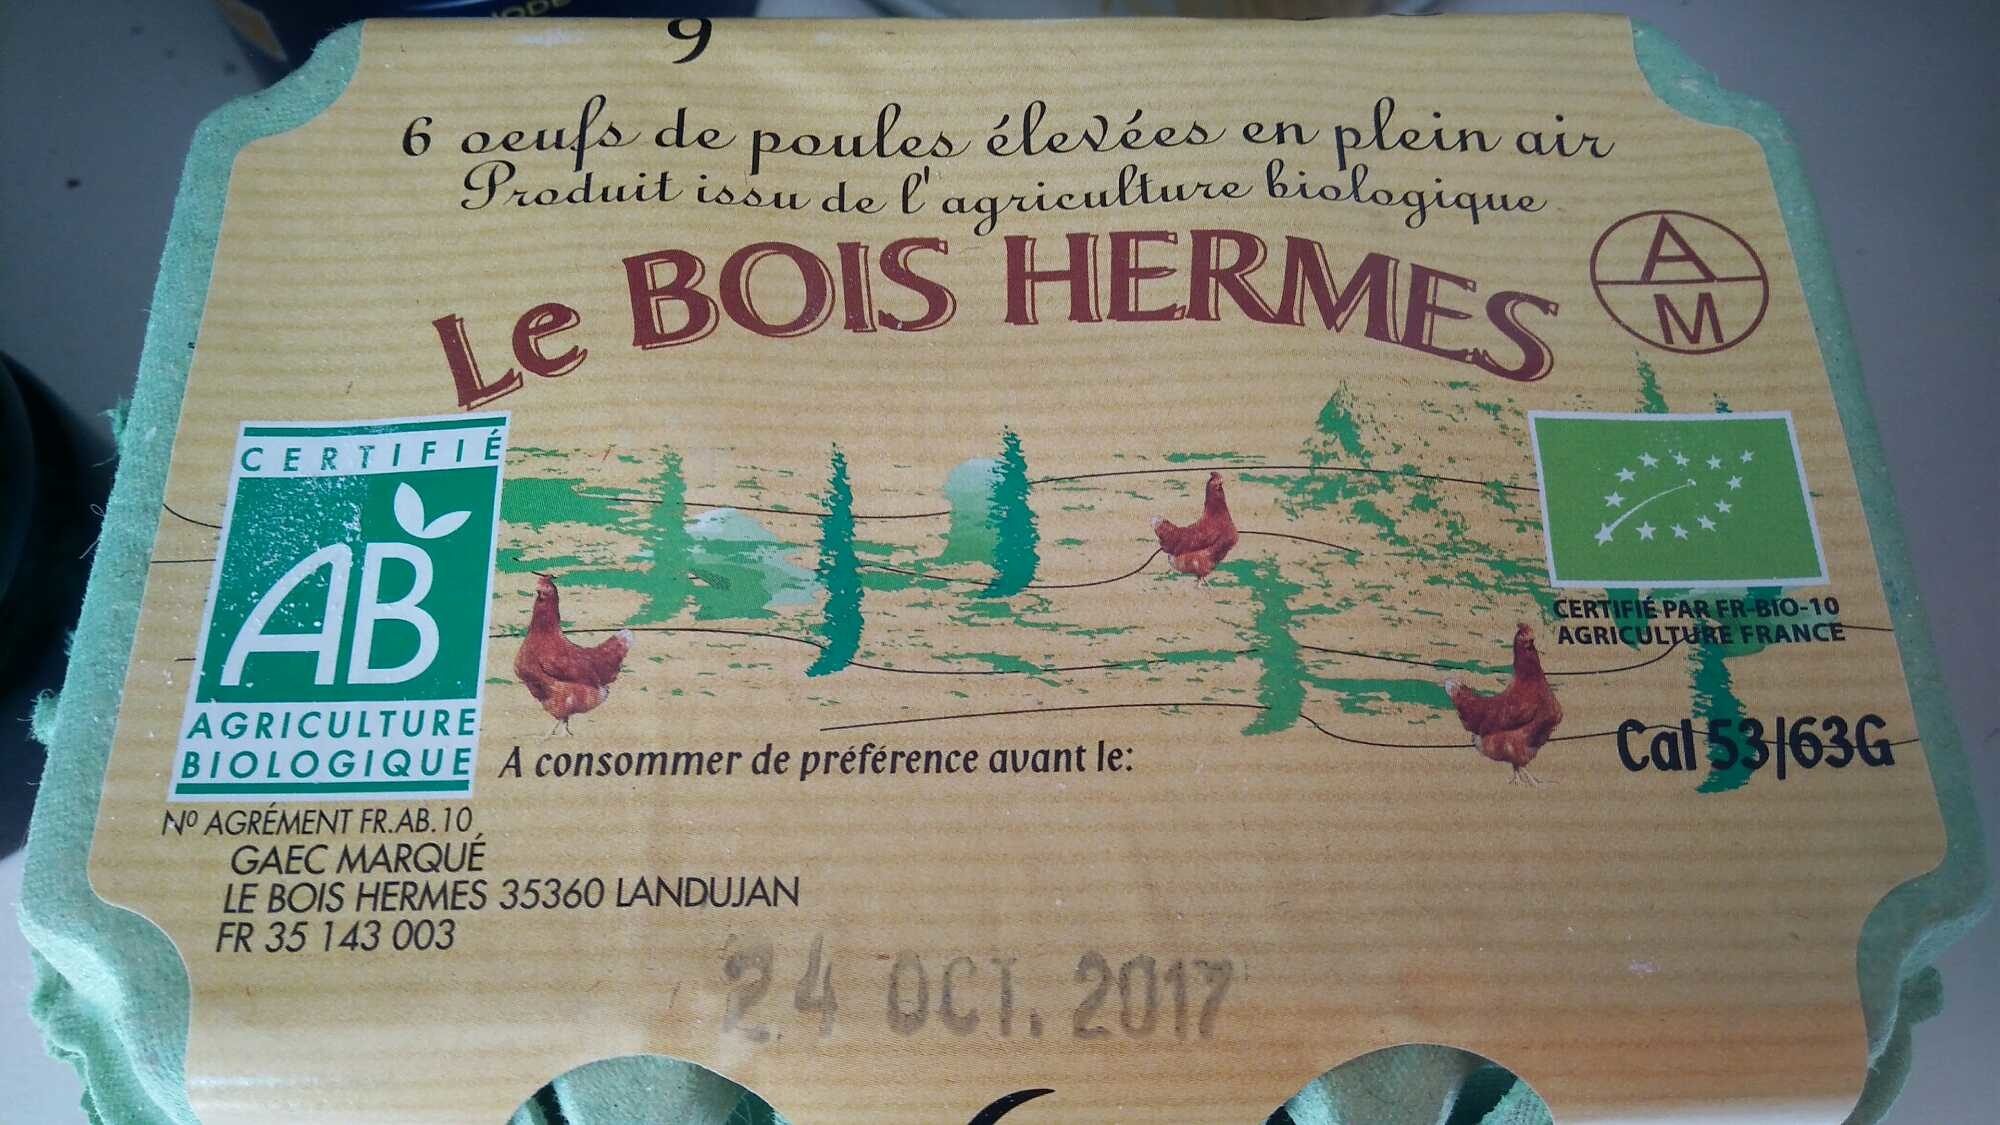 6
6 oeufs de poules élevées en plein air
Produit issu de l'agriculture biologique
Le BOIS HERMES
A
M
CERTIFIÉ
AB
AGRICULTURE
BIOLOGIQUE
CERTIFIÉ PAR FR-BIO-10
AGRICULTURE FRANCE
Cal 53/63G
A consommer de préférence avant le:
Nº AGRÉMENT FR.AB.10
GAEC MARQUÉ
LE BOIS HERMES 35360 LANDUJAN
FR 35 143 003
24 OCT. 2017